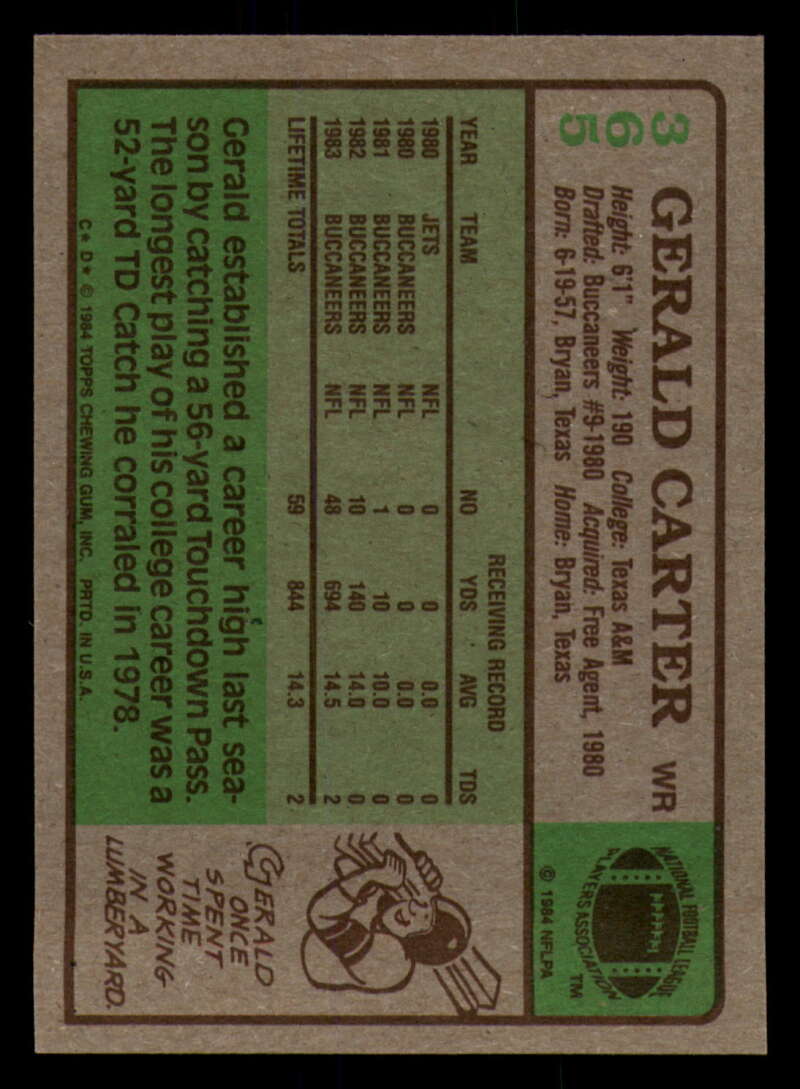 365
GERALD CARTER WR
Height: 6'1" Weight: 190 College: Texas A&M
Drafted: Buccaneers #9-1980 Acquired: Free Agent, 1980
Born: 6-19-57, Bryan, Texas Home: Bryan, Texas
NATIONAL FOOTBALL LEAGUE
PLAYERS ASSOCIATION
TM
© 1984 NFLPA
RECEIVING RECORD
YEAR TEAM NO YDS AVG TDS
1980 JETS NFL 0 0 0.0 0
1980 BUCCANEERS NFL 0 0 0.0 0
1981 BUCCANEERS NFL 1 10 10.0 0
1982 BUCCANEERS NFL 10 140 14.0 0
1983 BUCCANEERS NFL 48 694 14.5 2
LIFETIME TOTALS 59 844 14.3 2
Gerald established a career high last sea-
son by catching a 56-yard Touchdown Pass.
The longest play of his college career was a
52-yard TD Catch he corraled in 1978.
C* D* © 1984 TOPPS CHEWING GUM, INC. PRTD. IN U.S.A.
GERALD
ONCE
SPENT
TIME
WORKING
IN A
LUMBERYARD.